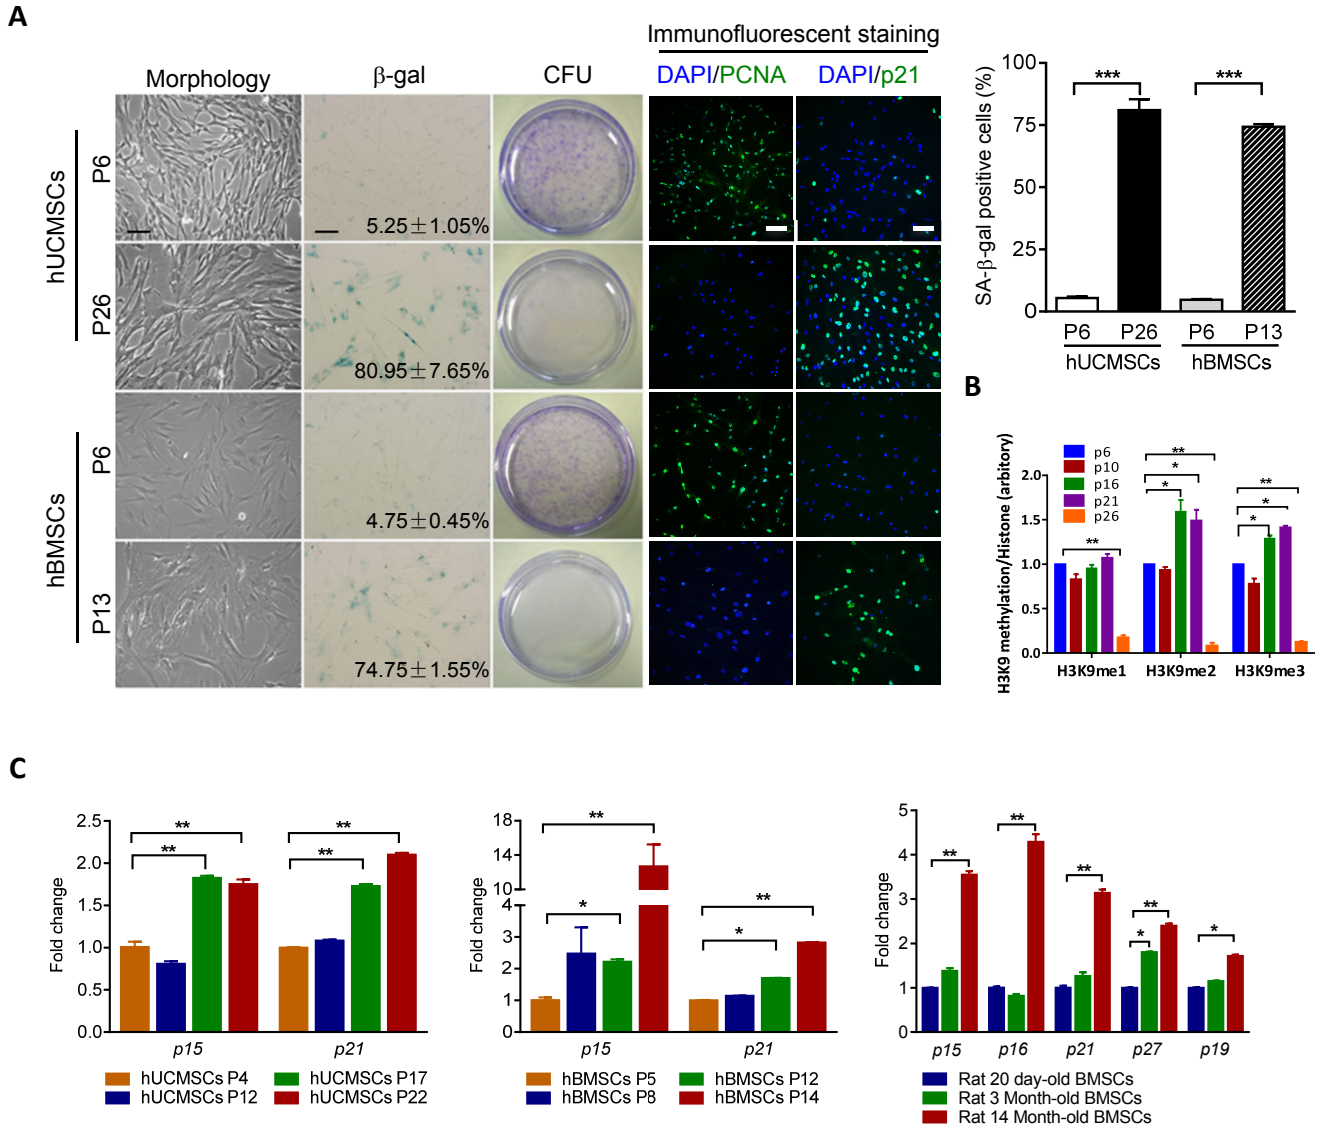 A
Immunofluorescent staining
Morphology β-gal CFU DAPI/PCNA DAPI/p21
hUCMSCs
P6
5.25±1.05%
P26
80.95±7.65%
hBMSCs
P6
4.75±0.45%
P13
74.75±1.55%
SA-β-gal positive cells (%)
100
75
50
25
0
*** ***
P6 P26 P6 P13
hUCMSCs hBMSCs
B
H3K9 methylation/Histone (arbitory)
2.0
1.5
1.0
0.5
0.0
p6
p10
p16
p21
p26
**
**
*
*
**
*
*
H3K9me1 H3K9me2 H3K9me3
C
Fold change
2.5
2.0
1.5
1.0
0.5
0.0
** **
** **
p15 p21
hUCMSCs P4 hUCMSCs P17
hUCMSCs P12 hUCMSCs P22
Fold change
18
14
10
4
3
2
1
0
**
*
**
*
p15 p21
hBMSCs P5 hBMSCs P12
hBMSCs P8 hBMSCs P14
Fold change
5
4
3
2
1
0
**
**
**
**
*
*
p15 p16 p21 p27 p19
Rat 20 day-old BMSCs
Rat 3 Month-old BMSCs
Rat 14 Month-old BMSCs